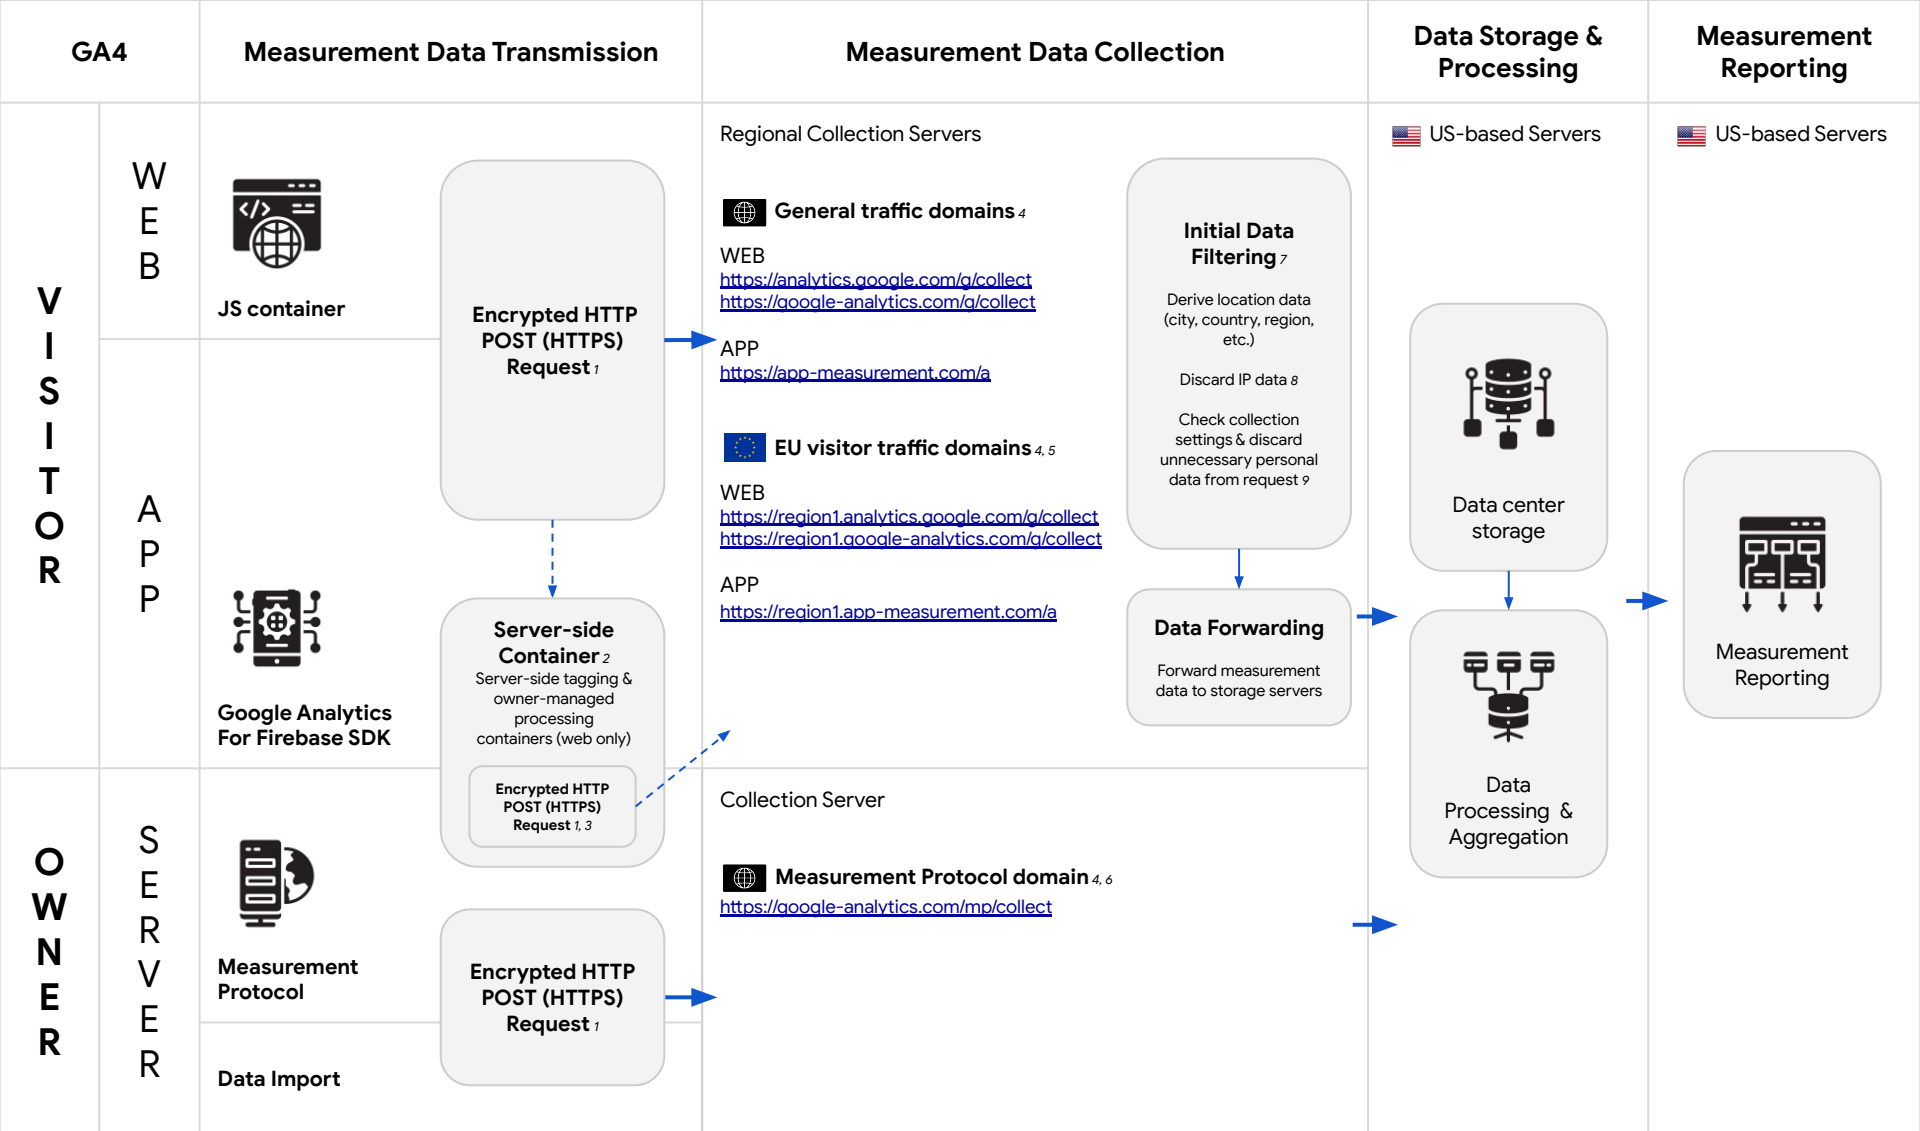 GA4
Measurement Data Transmission
Measurement Data Collection
Data Storage &
Processing
Measurement
Reporting
VISITOR
WEB
JS container
APP
Google Analytics
For Firebase SDK
Encrypted HTTP
POST (HTTPS)
Request 1
Server-side
Container 2
Server-side tagging &
owner-managed
processing
containers (web only)
Encrypted HTTP
POST (HTTPS)
Request 1, 3
Regional Collection Servers
General traffic domains 4
WEB
https://analytics.google.com/g/collect
https://google-analytics.com/g/collect
APP
https://app-measurement.com/a
EU visitor traffic domains 4, 5
WEB
https://region1.analytics.google.com/g/collect
https://region1.google-analytics.com/g/collect
APP
https://region1.app-measurement.com/a
Initial Data
Filtering 7
Derive location data
(city, country, region,
etc.)
Discard IP data 8
Check collection
settings & discard
unnecessary personal
data from request 9
Data Forwarding
Forward measurement
data to storage servers
US-based Servers
Data center
storage
Data
Processing &
Aggregation
US-based Servers
Measurement
Reporting
OWNER
SERVER
Measurement
Protocol
Data Import
Encrypted HTTP
POST (HTTPS)
Request 1
Collection Server
Measurement Protocol domain 4, 6
https://google-analytics.com/mp/collect